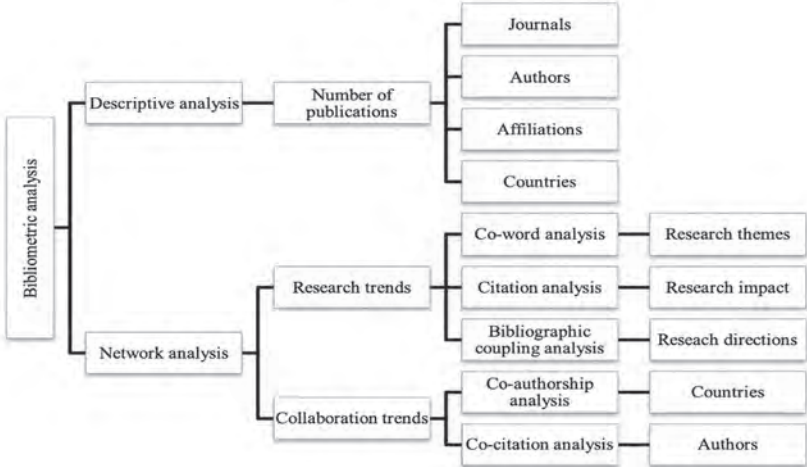 Bibliometric analysis
Descriptive analysis
Number of
publications
Journals
Authors
Affiliations
Countries
Network analysis
Research trends
Co-word analysis
Research themes
Citation analysis
Research impact
Bibliographic
coupling analysis
Reseach directions
Collaboration trends
Co-authorship
analysis
Countries
Co-citation analysis
Authors